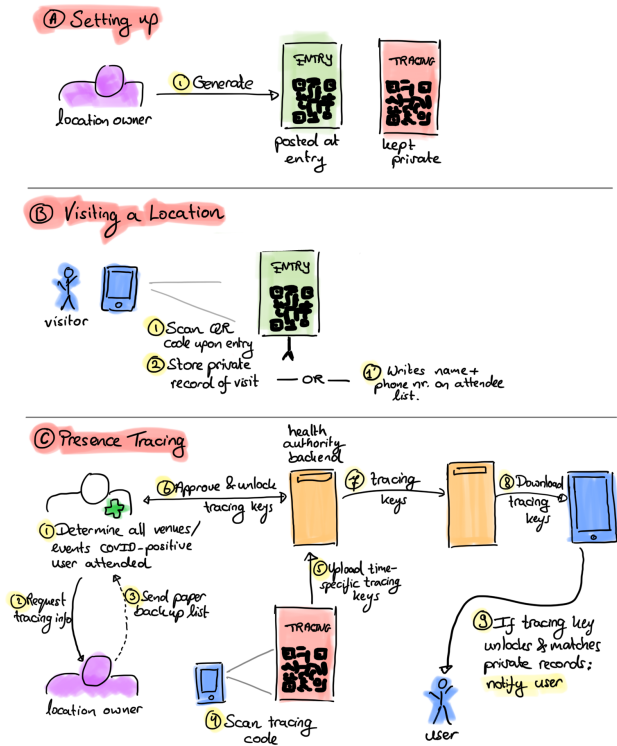 A Setting up
1 Generate
ENTRY
TRACING
location owner
posted at
entry
kept
private
B Visiting a Location
ENTRY
visitor
1 Scan QR
code upon entry
2 Store private
record of visit
— OR —
1' Writes name +
phone nr. on attendee
list.
C Presence Tracing
health
authority
backend
6 Approve & unlock
tracing keys
7 tracing
keys
8 Download
tracing
keys
1 Determine all venues/
events COVID-positive
user attended
2 Request
tracing info
3 Send paper
backup list
5 Upload time-
specific tracing
keys
TRACING
4 Scan tracing
code
location owner
9 If tracing key
unlocks & matches
private records:
notify user
user